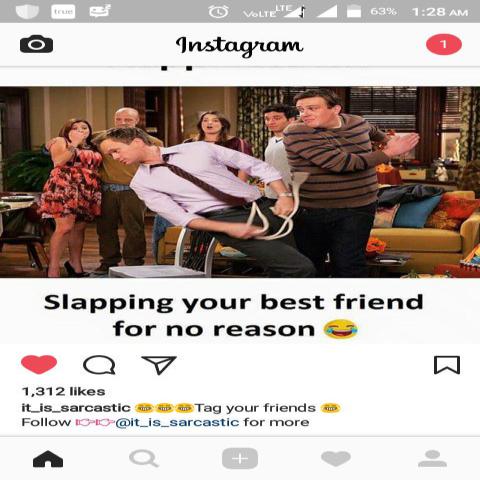 true
VoLTE LTE 63% 1:28 AM
Instagram
1
Slapping your best friend
for no reason 😂
1,312 likes
it_is_sarcastic 😂😂😂Tag your friends 😂
Follow 👉👉@it_is_sarcastic for more